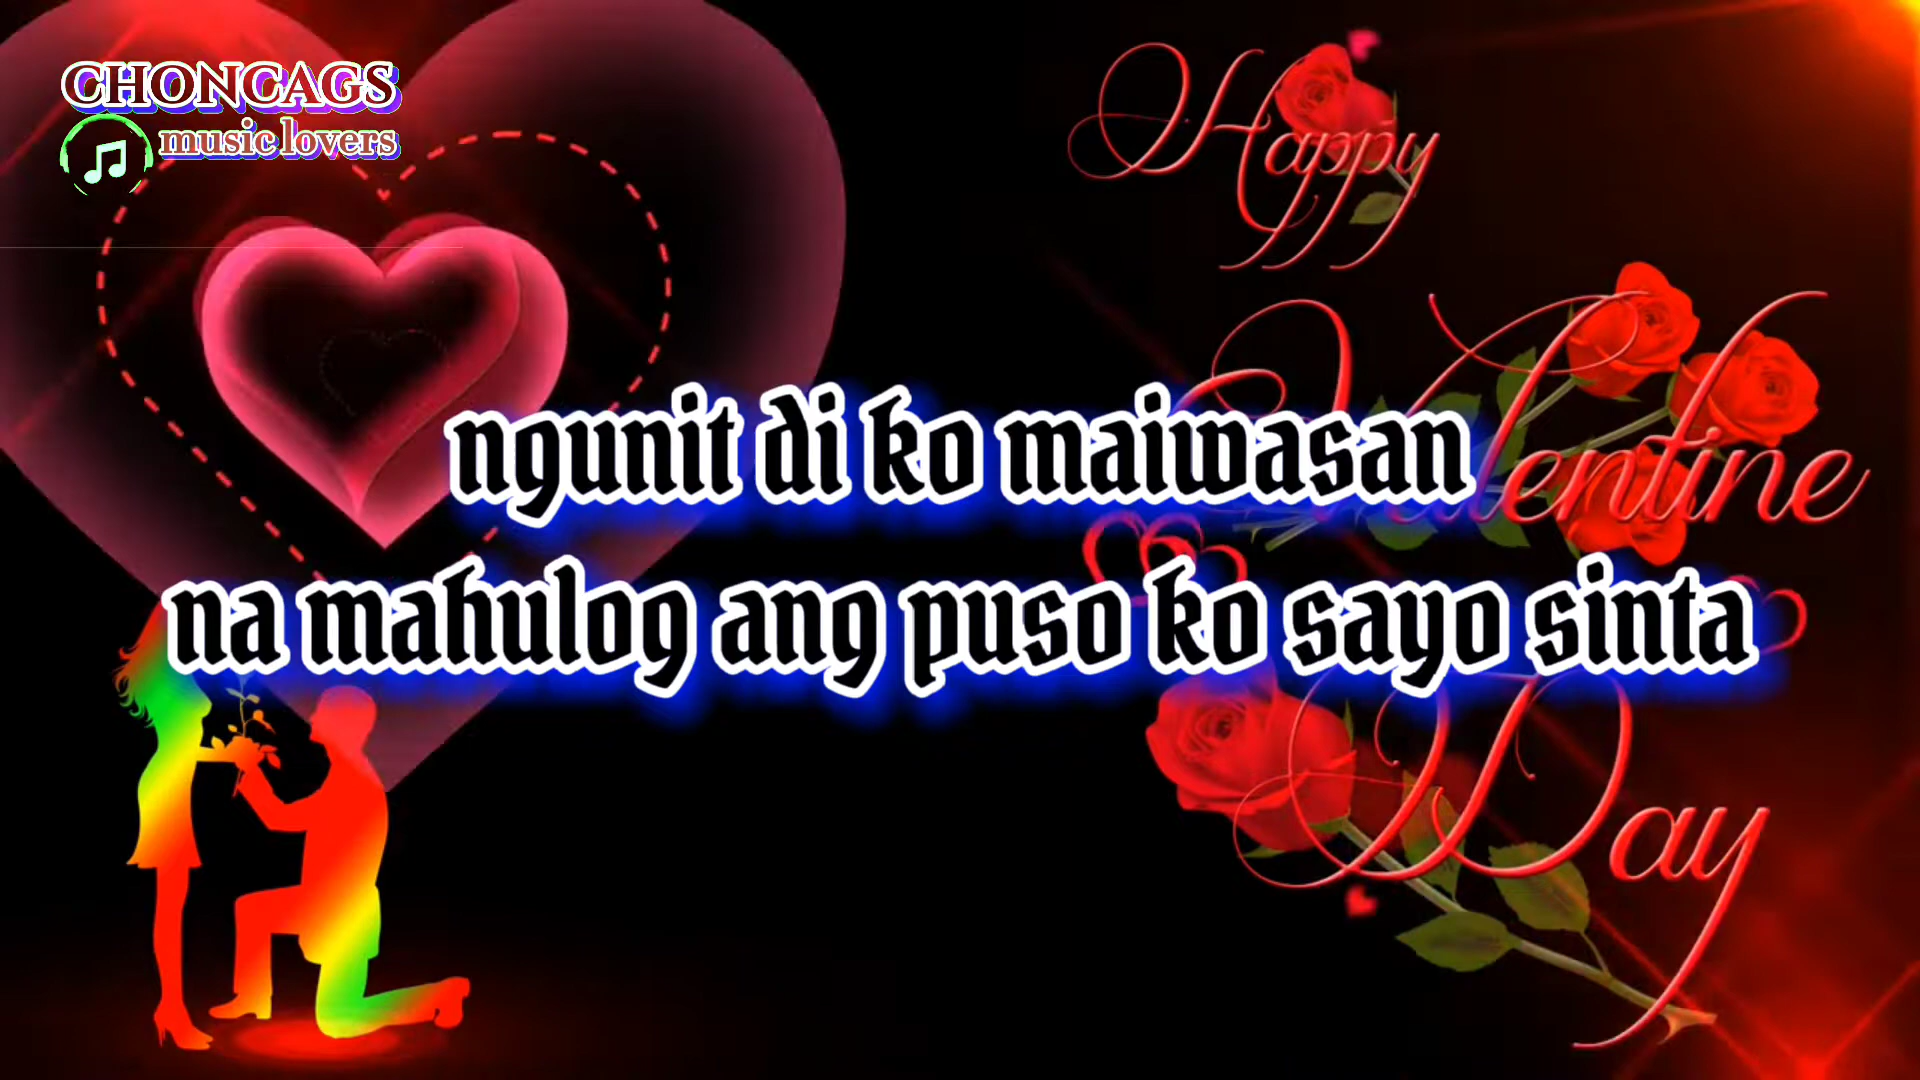 CHONCAGS
music lovers
Happy
Valentine
ngunit di ko maiwasan
na mahulog ang puso ko sayo sinta
Day